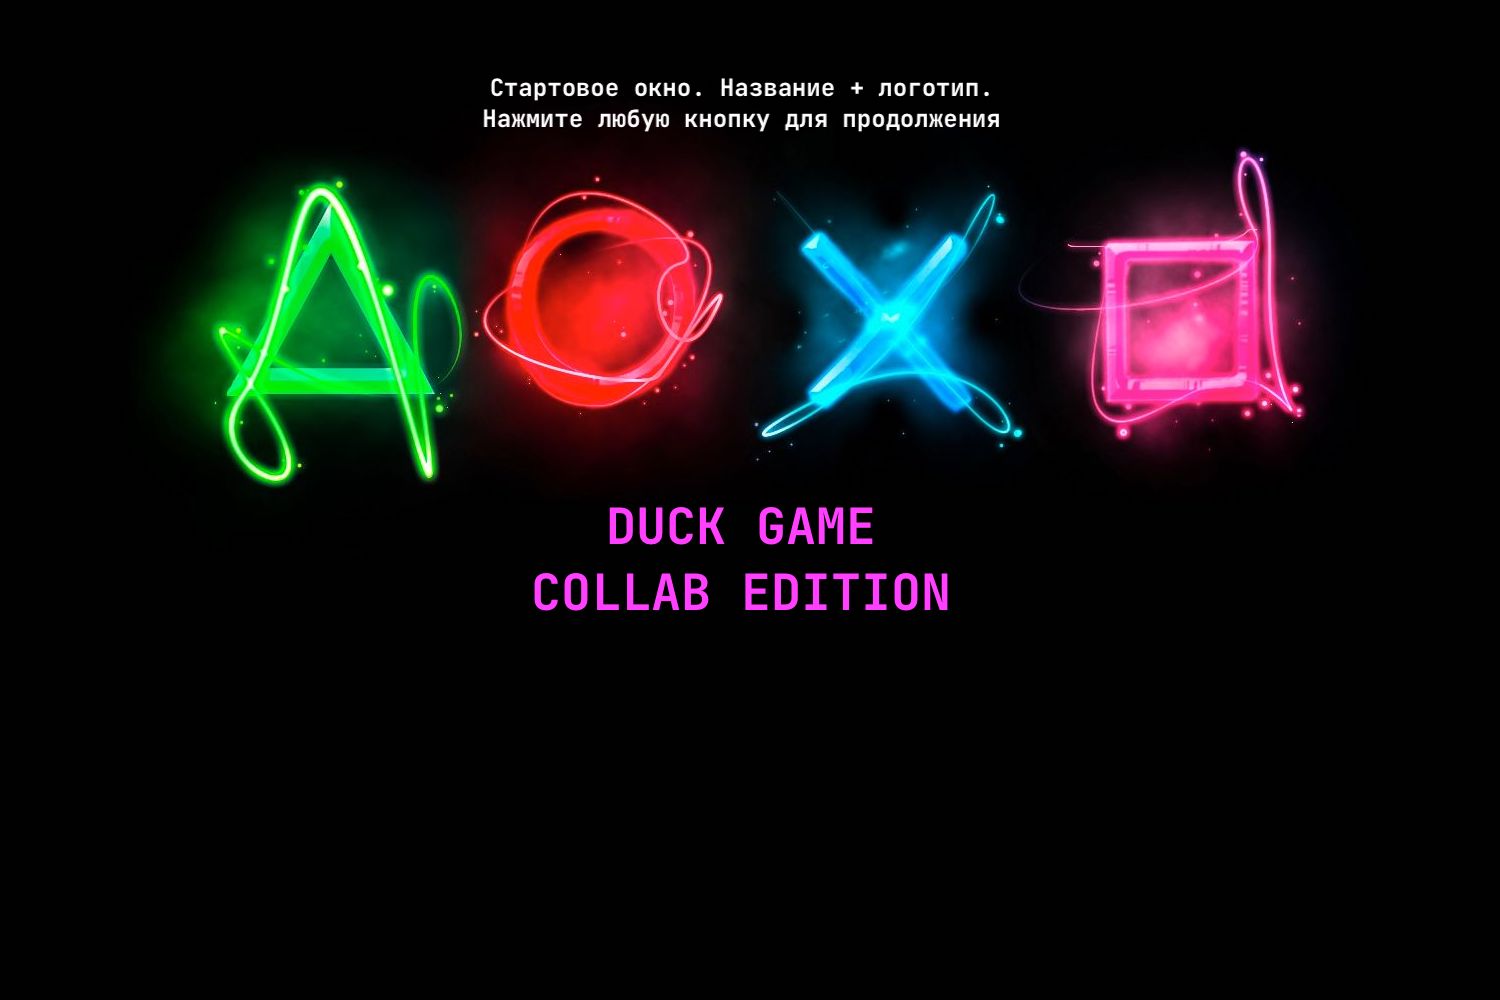 Стартовое окно. Название + логотип.
Нажмите любую кнопку для продолжения
DUCK GAME
COLLAB EDITION